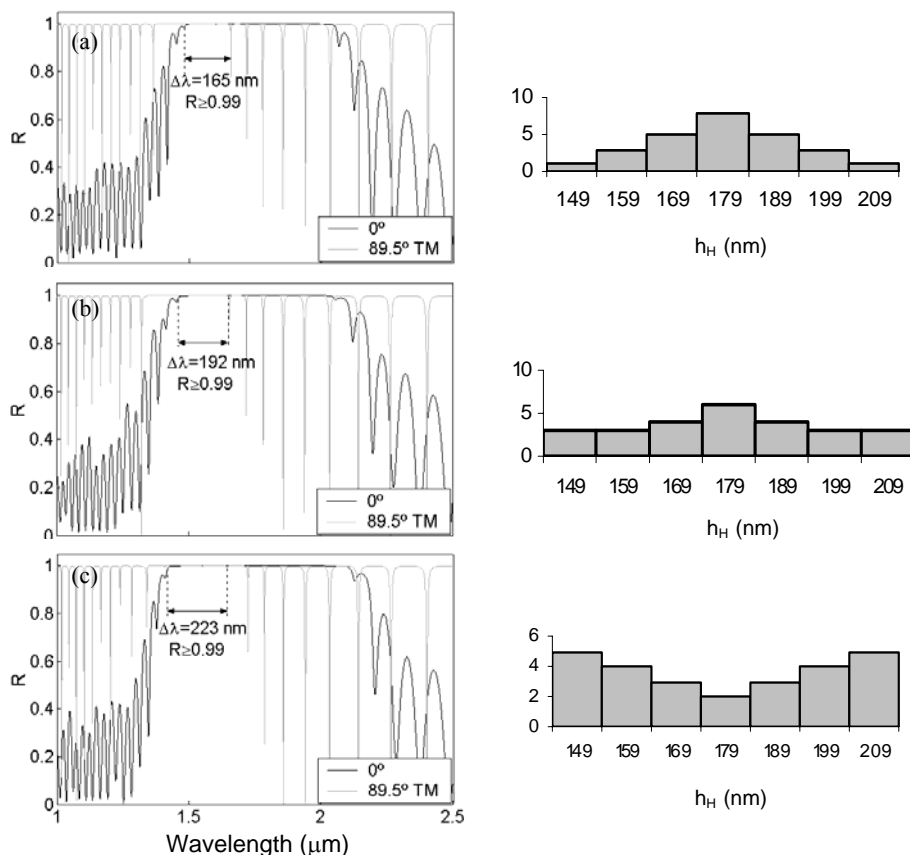 (a)
1
0.8
0.6
0.4
0.2
0
R
Δλ=165 nm
R≥0.99
0º
89.5º TM
10
5
0
149 159 169 179 189 199 209
h_H (nm)
(b)
1
0.8
0.6
0.4
0.2
0
R
Δλ=192 nm
R≥0.99
0º
89.5º TM
10
5
0
149 159 169 179 189 199 209
h_H (nm)
(c)
1
0.8
0.6
0.4
0.2
0
R
Δλ=223 nm
R≥0.99
0º
89.5º TM
1 1.5 2 2.5
Wavelength (μm)
6
4
2
0
149 159 169 179 189 199 209
h_H (nm)